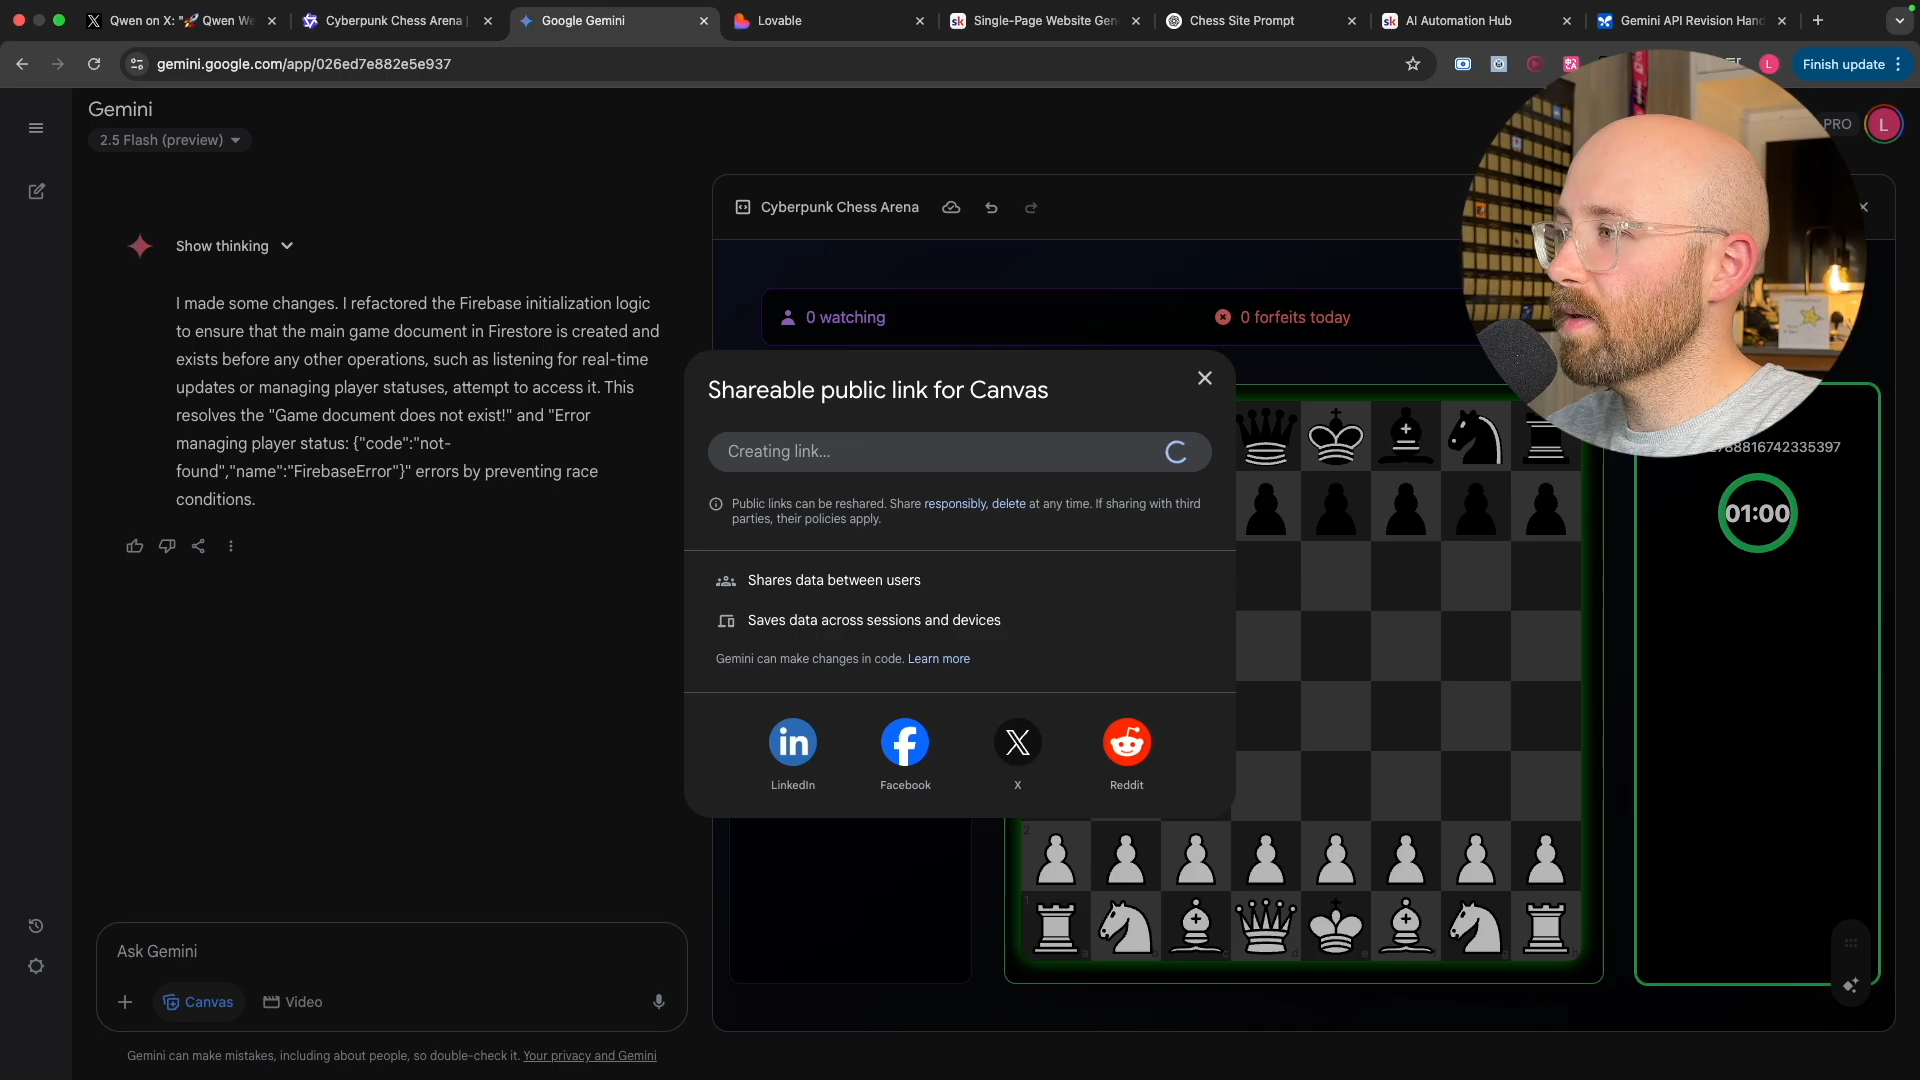 Qwen on X: "🚀 Qwen We
Cyberpunk Chess Arena |
Google Gemini
Lovable
Single-Page Website Gen
Chess Site Prompt
AI Automation Hub
Gemini API Revision Hand
gemini.google.com/app/026ed7e882e5e937
L
Finish update
Gemini
2.5 Flash (preview)
PRO
L
Show thinking
I made some changes. I refactored the Firebase initialization logic
to ensure that the main game document in Firestore is created and
exists before any other operations, such as listening for real-time
updates or managing player statuses, attempt to access it. This
resolves the "Game document does not exist!" and "Error
managing player status: {"code":"not-
found","name":"FirebaseError"}" errors by preventing race
conditions.
Ask Gemini
Canvas
Video
Gemini can make mistakes, including about people, so double-check it. Your privacy and Gemini
Cyberpunk Chess Arena
0 watching
0 forfeits today
Shareable public link for Canvas
Creating link...
Public links can be reshared. Share responsibly, delete at any time. If sharing with third
parties, their policies apply.
Shares data between users
Saves data across sessions and devices
Gemini can make changes in code. Learn more
LinkedIn
Facebook
X
Reddit
2
1
a
b
c
d
e
g
h
01:00